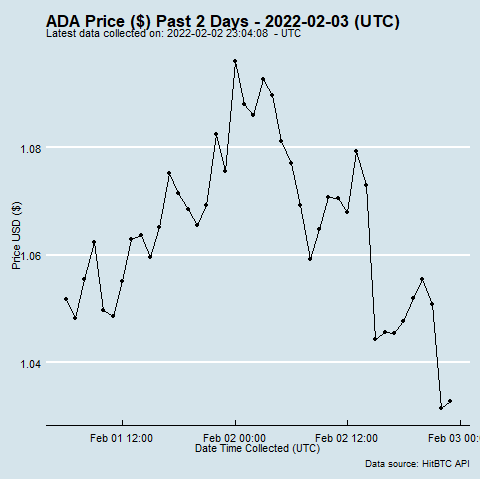 ADA Price ($) Past 2 Days - 2022-02-03 (UTC)
Latest data collected on: 2022-02-02 23:04:08 - UTC
1.08
1.06
1.04
Price USD ($)
Feb 01 12:00
Feb 02 00:00
Feb 02 12:00
Feb 03 00:0
Date Time Collected (UTC)
Data source: HitBTC API